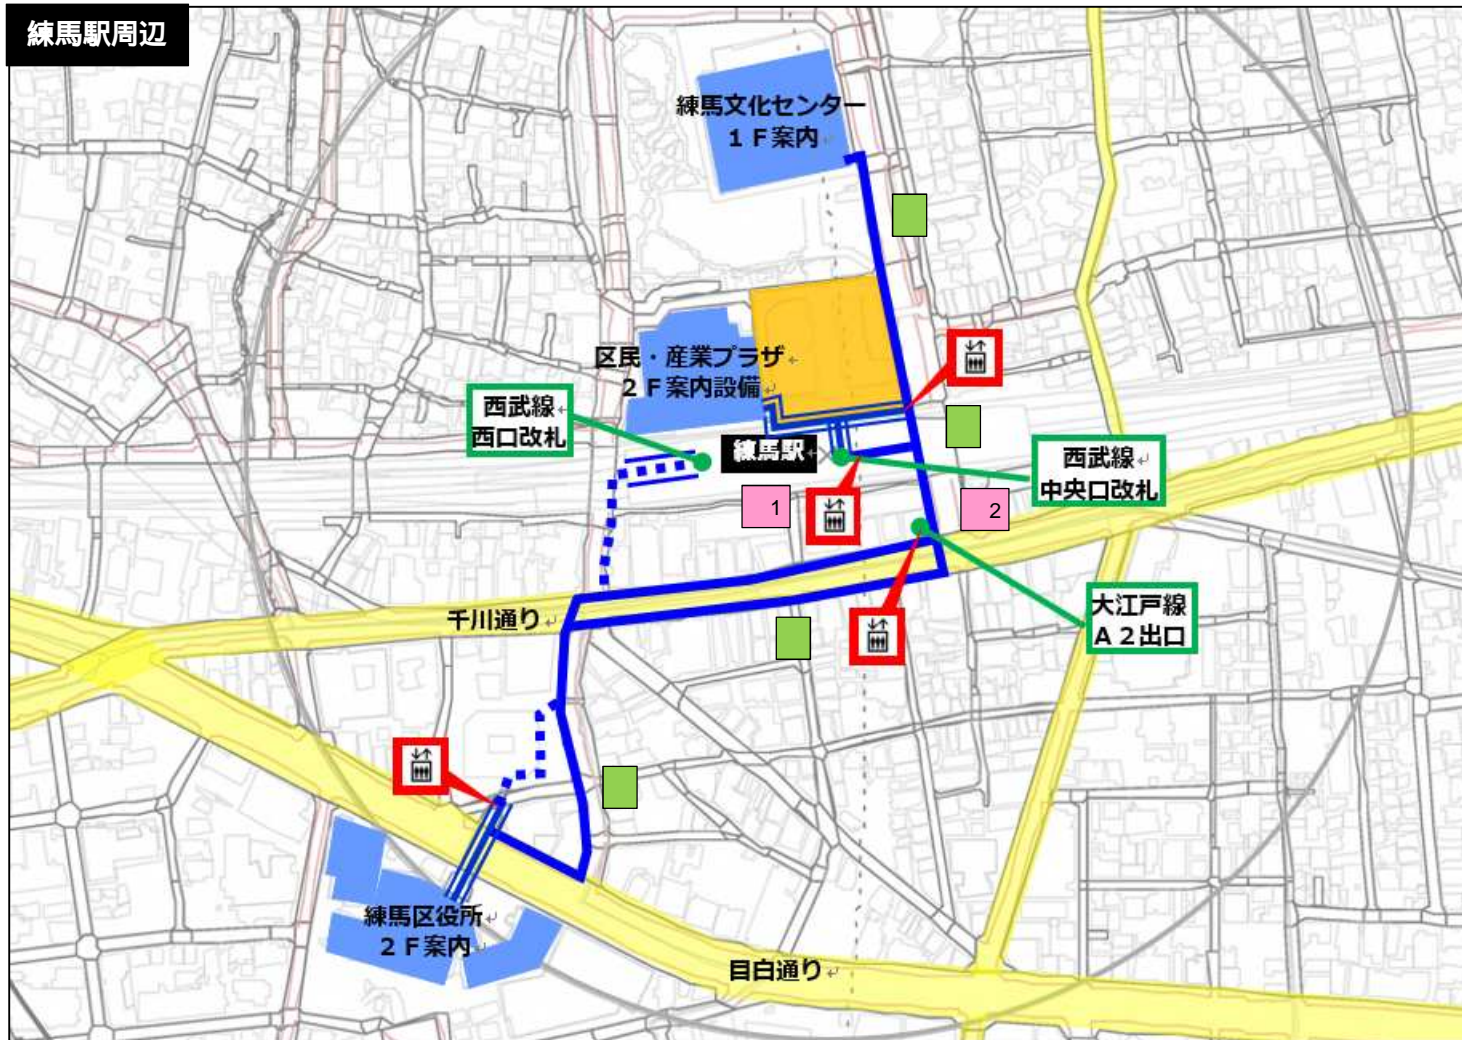 練馬駅周辺
練馬文化センター
１Ｆ案内
区民・産業プラザ
２Ｆ案内設備
西武線
西口改札
練馬駅
西武線
中央口改札
1
2
大江戸線
Ａ２出口
千川通り
練馬区役所
２Ｆ案内
目白通り